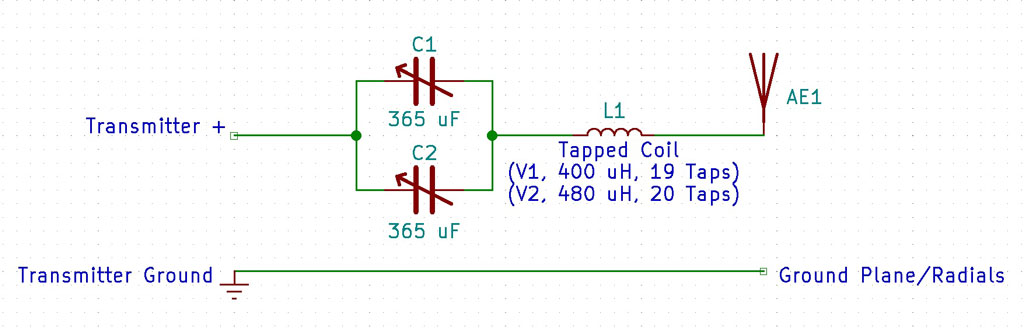 C1
365 uF
Transmitter +
C2
365 uF
L1
Tapped Coil
(V1, 400 uH, 19 Taps)
(V2, 480 uH, 20 Taps)
AE1
Transmitter Ground
Ground Plane/Radials